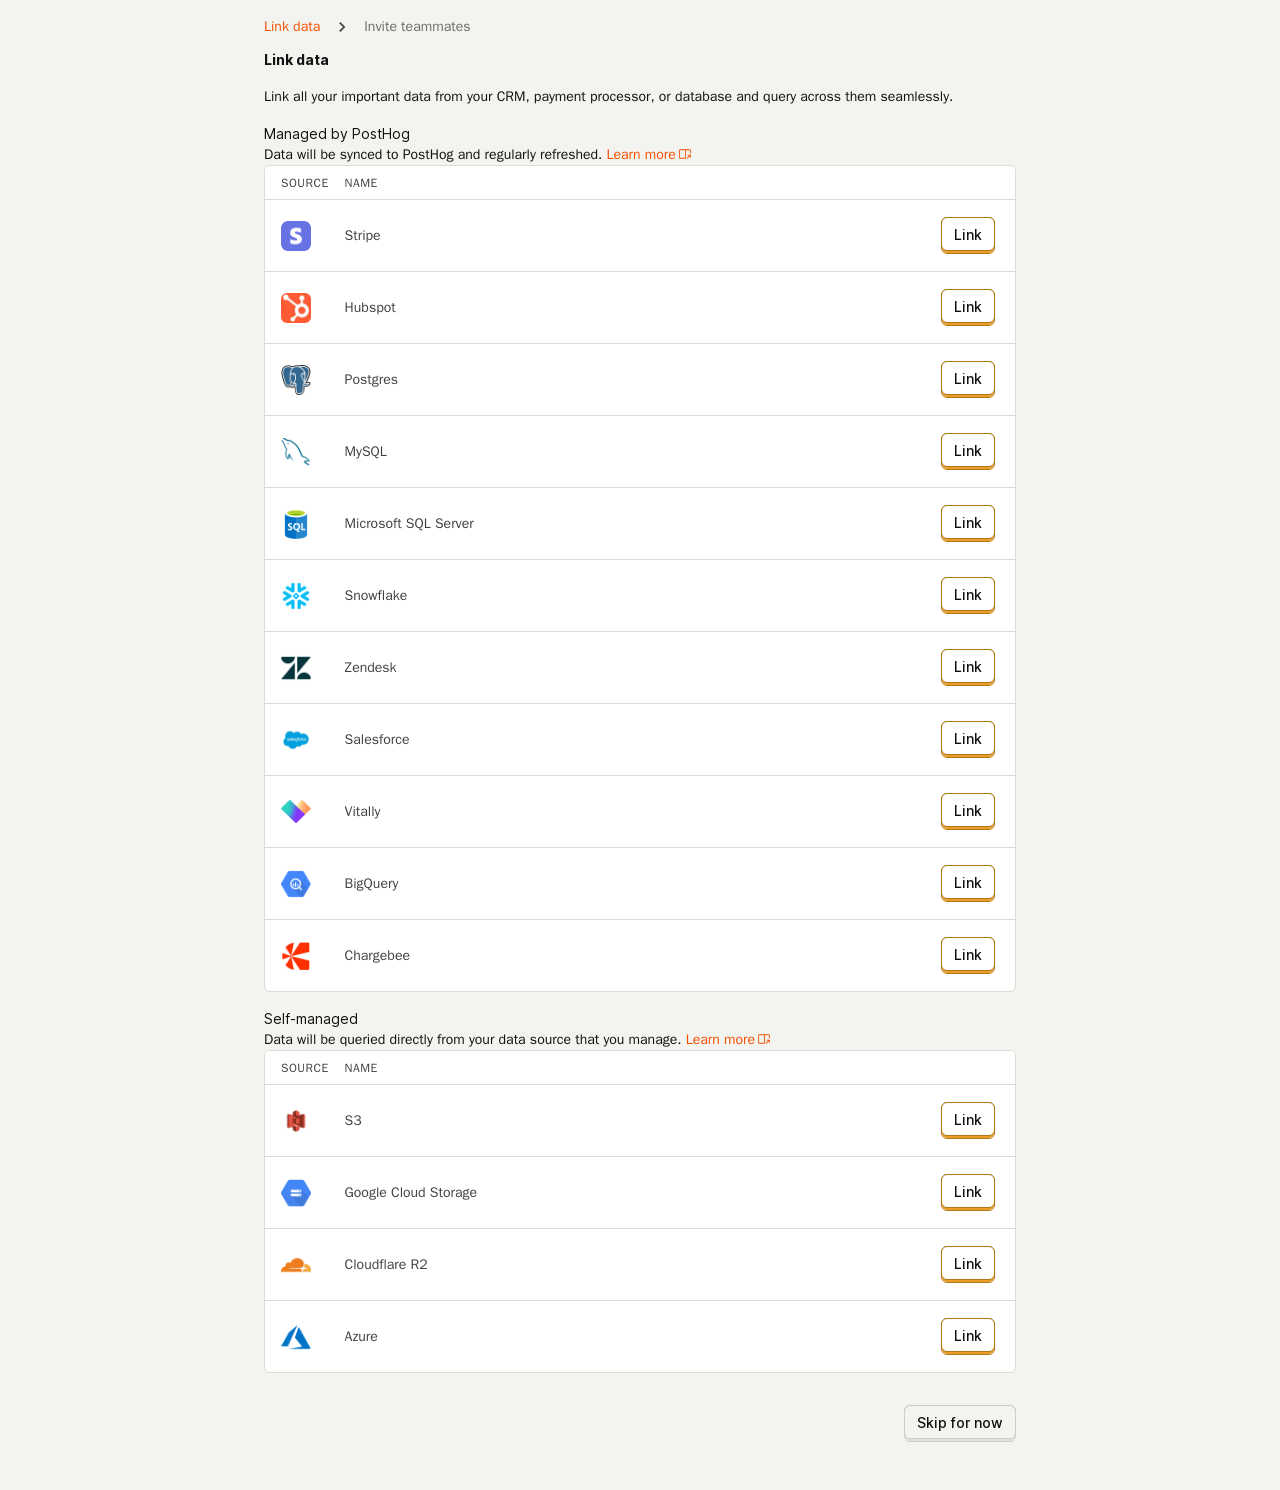 Link data > Invite teammates
Link data
Link all your important data from your CRM, payment processor, or database and query across them seamlessly.
Managed by PostHog
Data will be synced to PostHog and regularly refreshed. Learn more
SOURCE NAME
Stripe Link
Hubspot Link
Postgres Link
MySQL Link
SQL Microsoft SQL Server Link
Snowflake Link
Zendesk Link
salesforce Salesforce Link
Vitally Link
BigQuery Link
Chargebee Link
Self-managed
Data will be queried directly from your data source that you manage. Learn more
SOURCE NAME
S3 Link
Google Cloud Storage Link
Cloudflare R2 Link
Azure Link
Skip for now